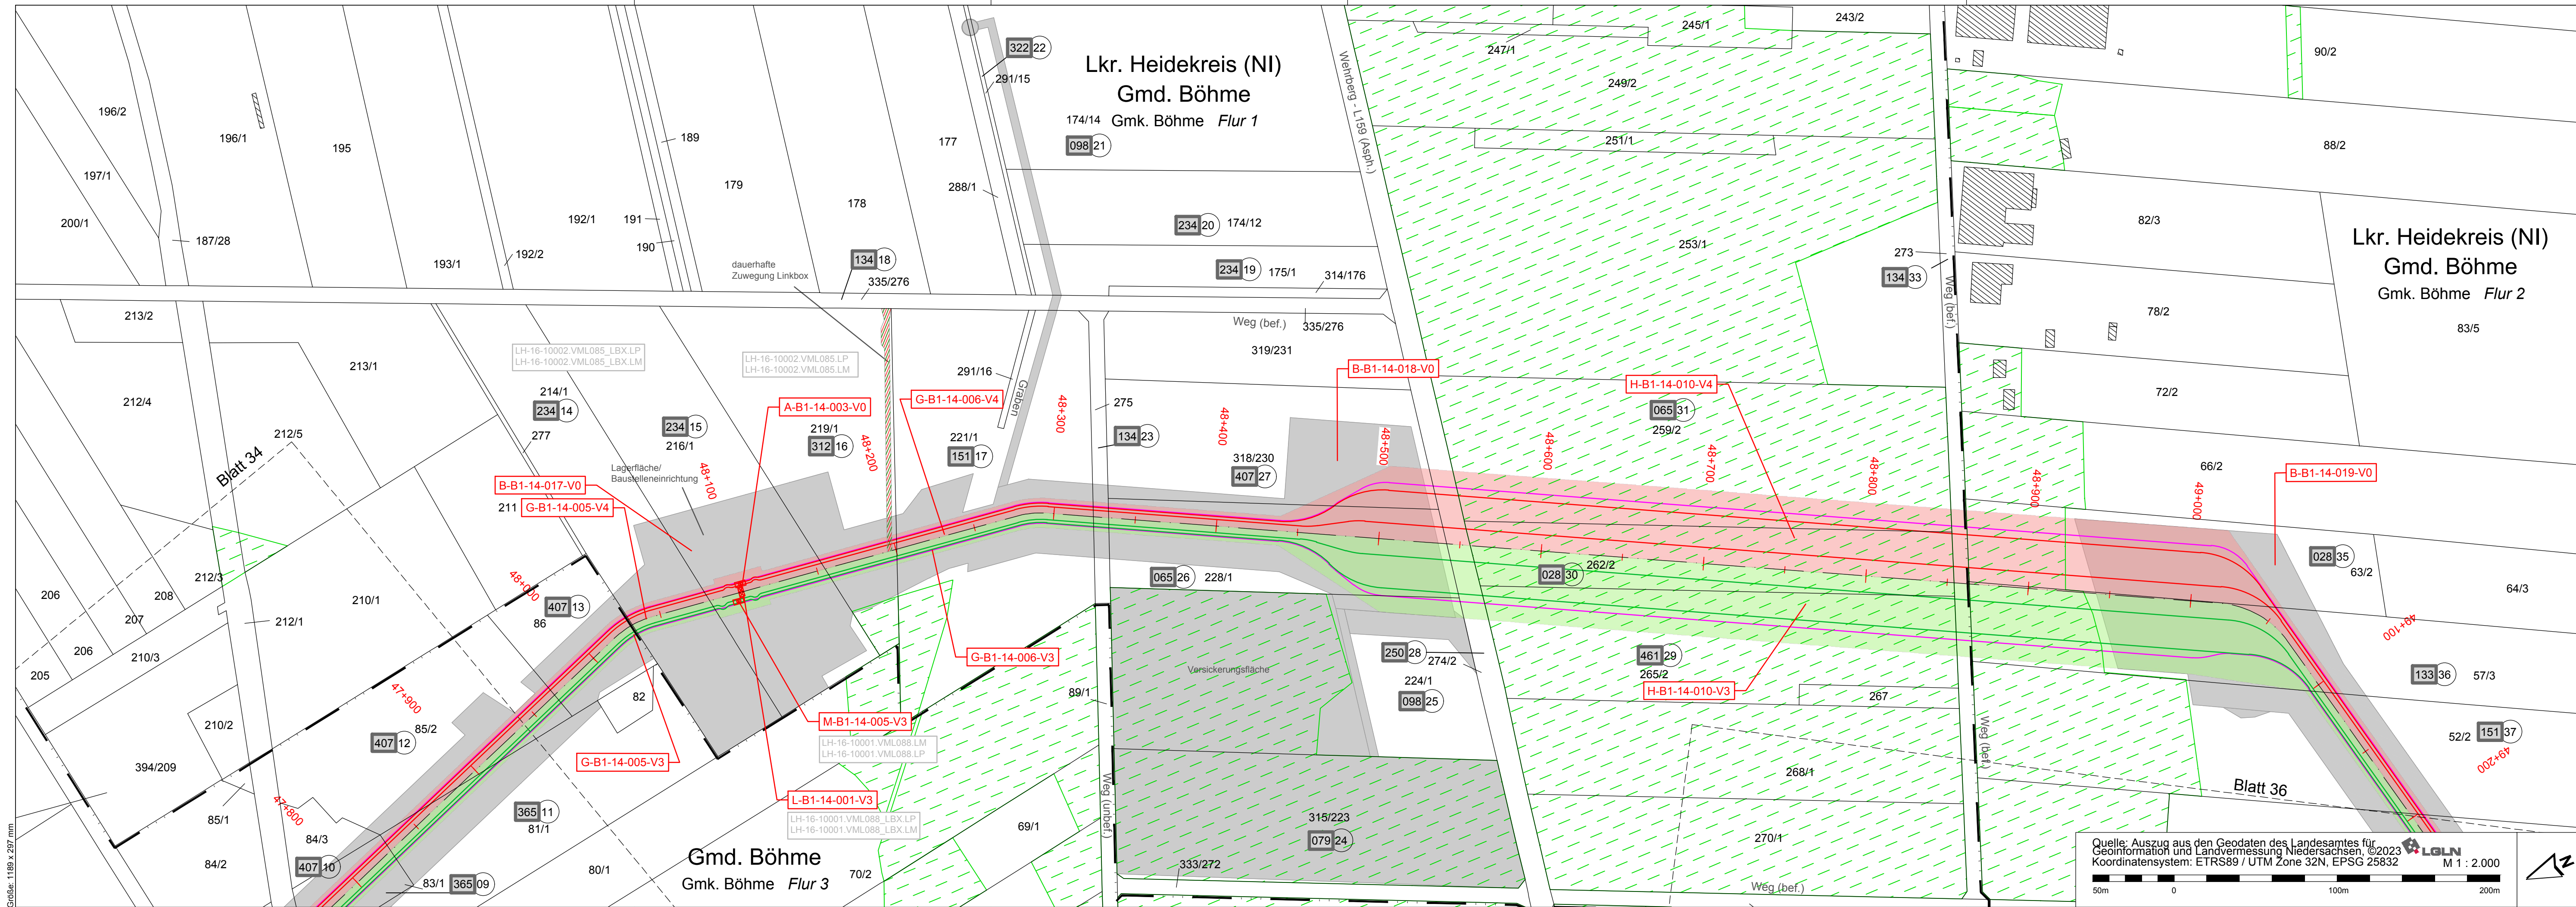 Lkr. Heidekreis (NI)
Gmd. Böhme
Gmk. Böhme Flur 1
Lkr. Heidekreis (NI)
Gmd. Böhme
Gmk. Böhme Flur 2
Gmd. Böhme
Gmk. Böhme Flur 3
196/2
196/1
195
197/1
200/1
187/28
193/1
192/2
192/1
191
190
189
179
178
177
288/1
322 22
291/15
174/14
098 21
234 20 174/12
234 19 175/1
314/176
134 18
335/276
dauerhafte
Zuwegung Linkbox
Wehrberg - L159 (Asph.)
247/1
245/1
243/2
249/2
251/1
253/1
273
134 33
Weg (bef.)
90/2
88/2
82/3
78/2
83/5
72/2
66/2
213/2
213/1
212/4
212/5
Blatt 34
LH-16-10002.VML085_LBX.LP
LH-16-10002.VML085_LBX.LM
LH-16-10002.VML085.LP
LH-16-10002.VML085.LM
214/1
234 14
277
234 15
216/1
Lagerfläche/
Baustelleneinrichtung
219/1
312 16
221/1
151 17
291/16
Graben
Weg (bef.)
335/276
319/231
275
134 23
318/230
407 27
A-B1-14-003-V0
G-B1-14-006-V4
B-B1-14-018-V0
H-B1-14-010-V4
065 31
259/2
B-B1-14-019-V0
B-B1-14-017-V0
211
G-B1-14-005-V4
47+800
47+900
48+000
48+100
48+200
48+300
48+400
48+500
48+600
48+700
48+800
48+900
49+000
49+100
49+200
212/3
206
208
207
206
205
210/3
212/1
210/1
210/2
394/209
407 13
86
407 12
85/2
82
85/1
84/3
84/2
407 10
83/1
365 09
365 11
81/1
80/1
70/2
69/1
89/1
G-B1-14-005-V3
M-B1-14-005-V3
LH-16-10001.VML088.LM
LH-16-10001.VML088.LP
L-B1-14-001-V3
LH-16-10001.VML088_LBX.LP
LH-16-10001.VML088_LBX.LM
G-B1-14-006-V3
065 26 228/1
Versickerungsfläche
250 28
274/2
224/1
098 25
315/223
079 24
333/272
Weg (unbef.)
028 30
262/2
461 29
265/2
H-B1-14-010-V3
267
268/1
270/1
Weg (bef.)
Weg (bef.)
028 35
63/2
64/3
133 36
57/3
52/2
151 37
Blatt 36
Quelle: Auszug aus den Geodaten des Landesamtes für
Geoinformation und Landvermessung Niedersachsen, ©2023
LGLN
Koordinatensystem: ETRS89 / UTM Zone 32N, EPSG 25832
M 1 : 2.000
50m 0 100m 200m
N
Größe: 1189 x 297 mm